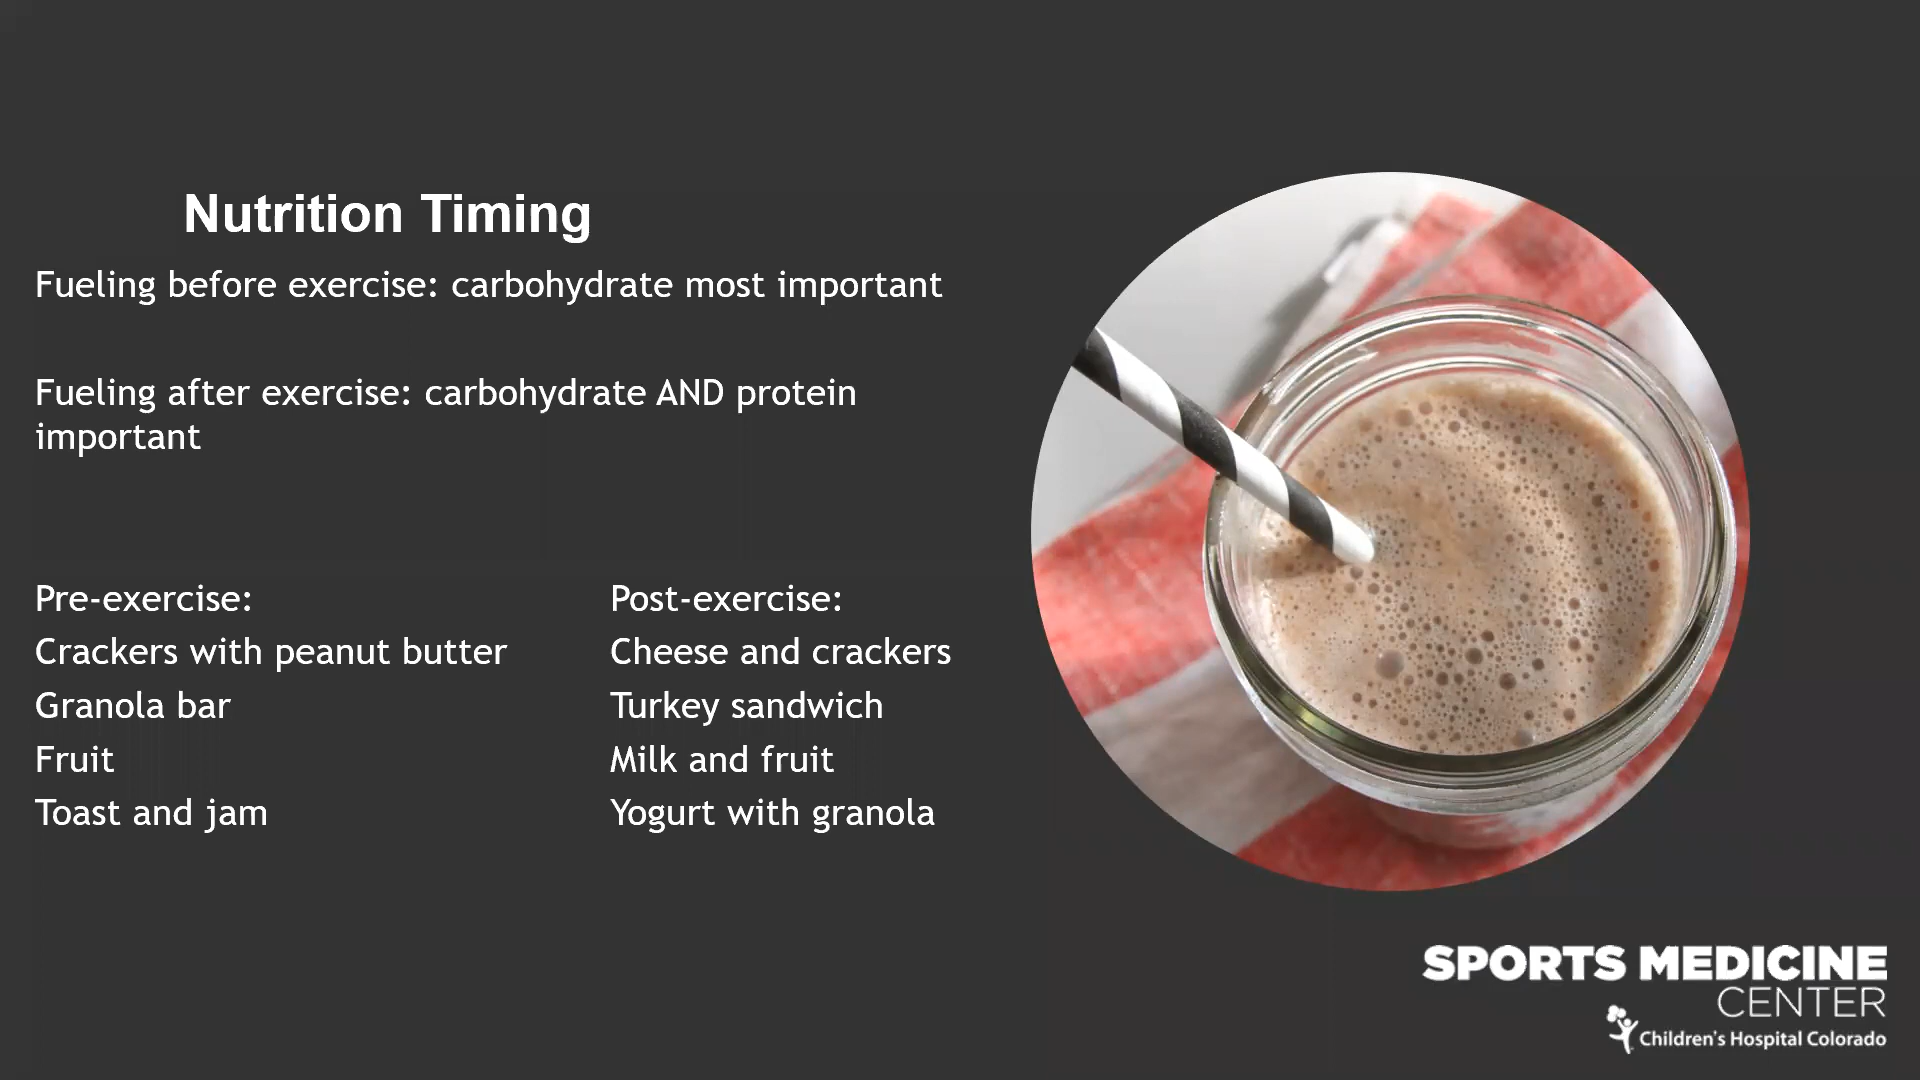 Nutrition Timing
Fueling before exercise: carbohydrate most important
Fueling after exercise: carbohydrate AND protein
important
Pre-exercise:
Crackers with peanut butter
Granola bar
Fruit
Toast and jam
Post-exercise:
Cheese and crackers
Turkey sandwich
Milk and fruit
Yogurt with granola
SPORTS MEDICINE
CENTER
Children's Hospital Colorado